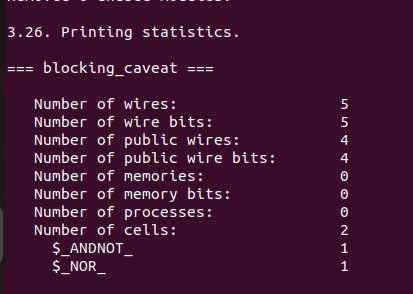 3.26. Printing statistics.
=== blocking_caveat ===
Number of wires: 5
Number of wire bits: 5
Number of public wires: 4
Number of public wire bits: 4
Number of memories: 0
Number of memory bits: 0
Number of processes: 0
Number of cells: 2
$_ANDNOT_ 1
$_NOR_ 1